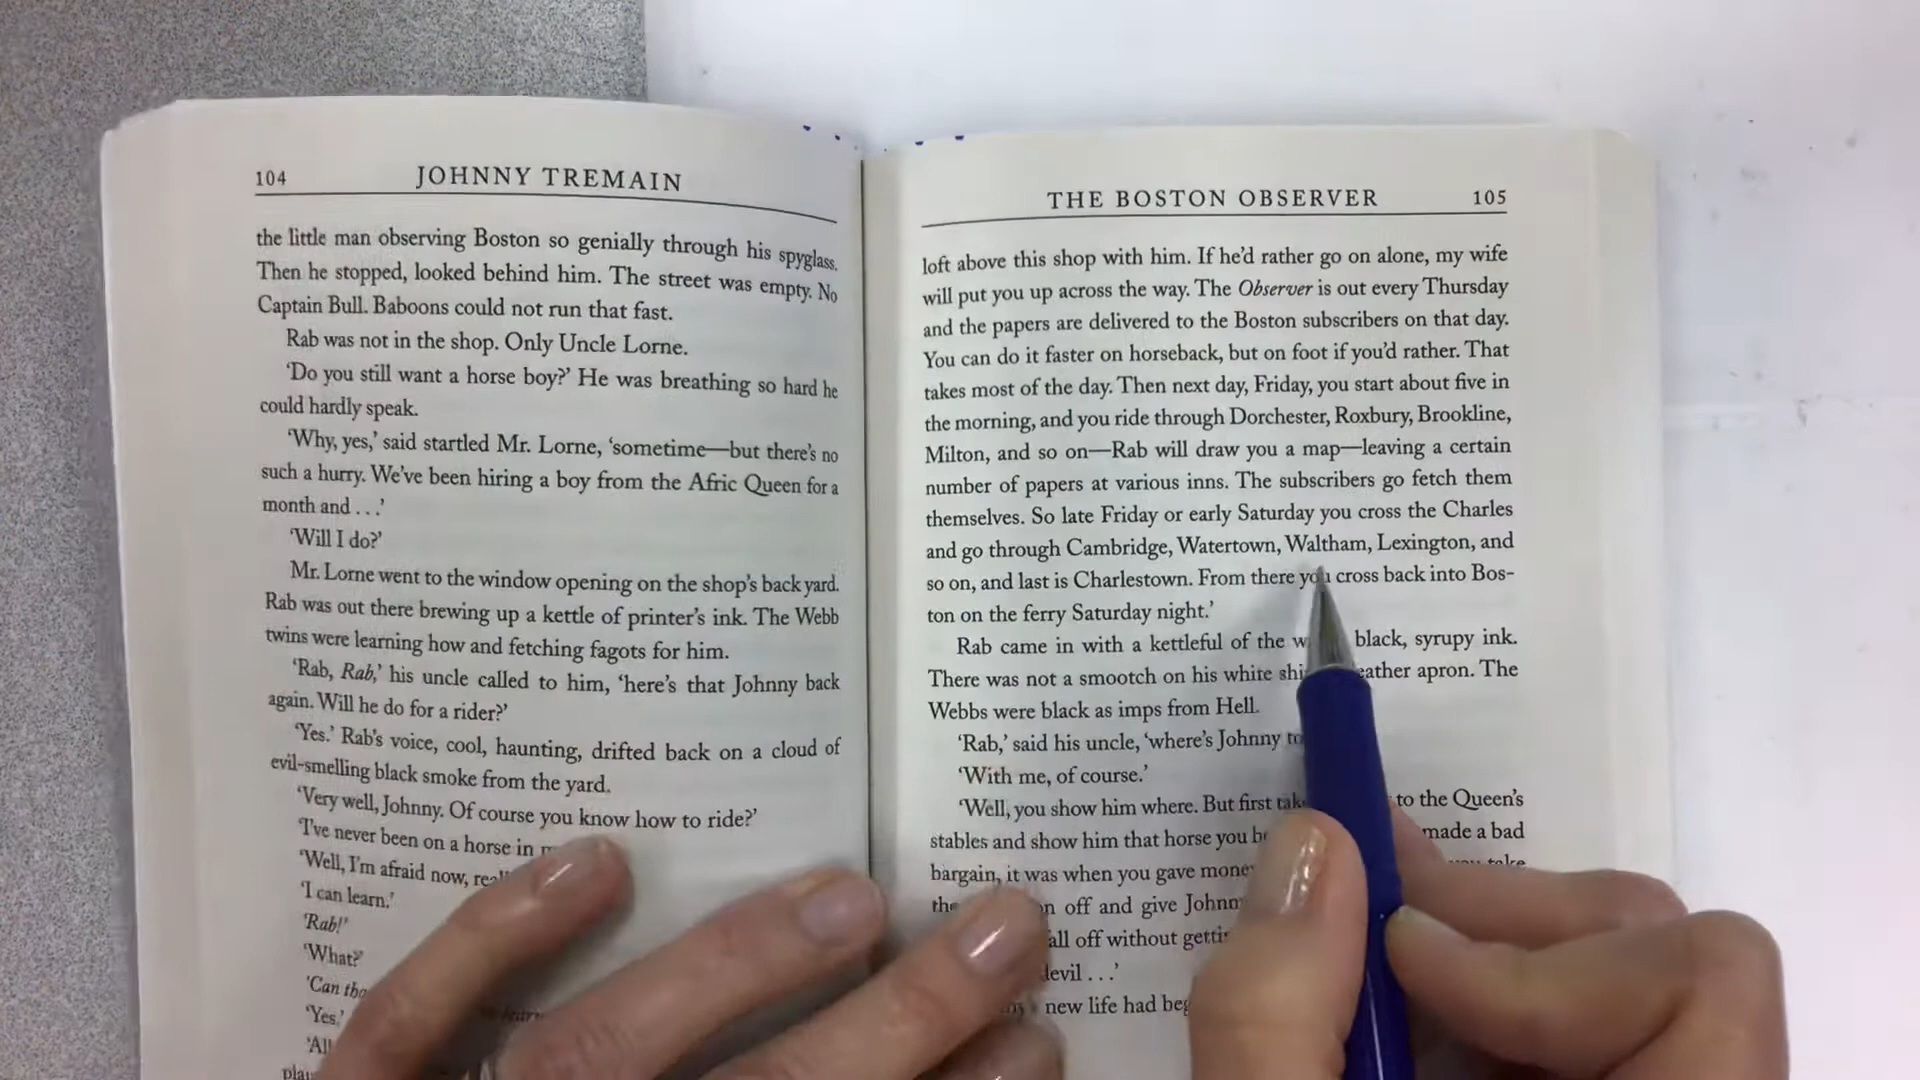 104 JOHNNY TREMAIN
the little man observing Boston so genially through his spyglass.
Then he stopped, looked behind him. The street was empty. No
Captain Bull. Baboons could not run that fast.
Rab was not in the shop. Only Uncle Lorne.
‘Do you still want a horse boy?’ He was breathing so hard he
could hardly speak.
‘Why, yes,’ said startled Mr. Lorne, ‘sometime—but there’s no
such a hurry. We’ve been hiring a boy from the Afric Queen for a
month and . . .’
‘Will I do?’
Mr. Lorne went to the window opening on the shop’s back yard.
Rab was out there brewing up a kettle of printer’s ink. The Webb
twins were learning how and fetching fagots for him.
‘Rab, Rab,’ his uncle called to him, ‘here’s that Johnny back
again. Will he do for a rider?’
‘Yes.’ Rab’s voice, cool, haunting, drifted back on a cloud of
evil-smelling black smoke from the yard.
‘Very well, Johnny. Of course you know how to ride?’
‘I’ve never been on a horse in
‘Well, I’m afraid now,
‘I can learn.’
‘Rab!’
‘What?’
‘Can
‘Yes.’
THE BOSTON OBSERVER 105
loft above this shop with him. If he’d rather go on alone, my wife
will put you up across the way. The Observer is out every Thursday
and the papers are delivered to the Boston subscribers on that day.
You can do it faster on horseback, but on foot if you’d rather. That
takes most of the day. Then next day, Friday, you start about five in
the morning, and you ride through Dorchester, Roxbury, Brookline,
Milton, and so on—Rab will draw you a map—leaving a certain
number of papers at various inns. The subscribers go fetch them
themselves. So late Friday or early Saturday you cross the Charles
and go through Cambridge, Watertown, Waltham, Lexington, and
so on, and last is Charlestown. From there you cross back into Bos-
ton on the ferry Saturday night.’
Rab came in with a kettleful of the black, syrupy ink.
There was not a smootch on his white apron. The
Webbs were black as imps from Hell.
‘Rab,’ said his uncle, ‘where’s Johnny to
‘With me, of course.’
‘Well, you show him where. But first to the Queen’s
stables and show him that horse you made a bad
bargain, it was when you gave money take
off and give Johnny
all off without
devil . . .’
new life had